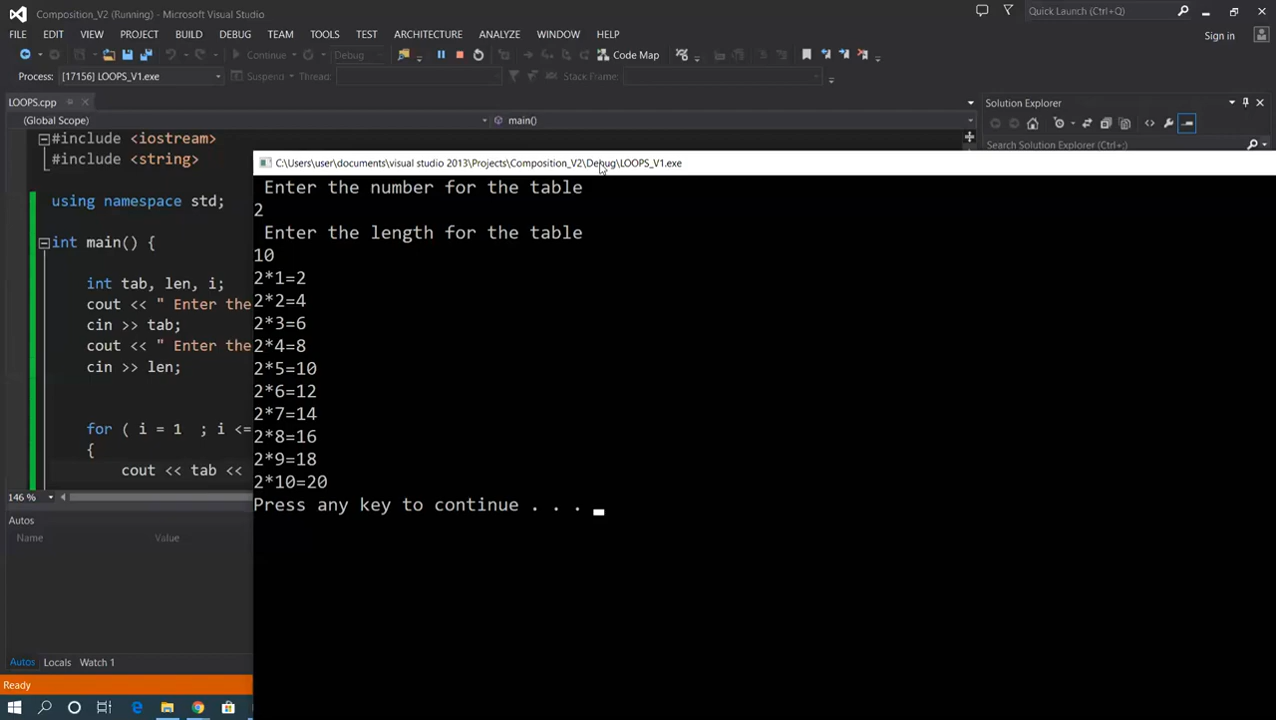 Composition_V2 (Running) - Microsoft Visual Studio
Quick Launch (Ctrl+Q)
FILE EDIT VIEW PROJECT BUILD DEBUG TEAM TOOLS TEST ARCHITECTURE ANALYZE WINDOW HELP
Sign in
Continue Debug Code Map
Process: [17156] LOOPS_V1.exe Suspend Thread: Stack Frame:
LOOPS.cpp
Solution Explorer
(Global Scope) main()
#include <iostream>
#include <string>
using namespace std;
int main() {
int tab, len, i;
cout << " Enter the
cin >> tab;
cout << " Enter the
cin >> len;
for ( i = 1 ; i <=
{
cout << tab <<
146 %
Autos
Name Value
Autos Locals Watch 1
Ready
C:\Users\user\documents\visual studio 2013\Projects\Composition_V2\Debug\LOOPS_V1.exe
Enter the number for the table
2
Enter the length for the table
10
2*1=2
2*2=4
2*3=6
2*4=8
2*5=10
2*6=12
2*7=14
2*8=16
2*9=18
2*10=20
Press any key to continue . . .